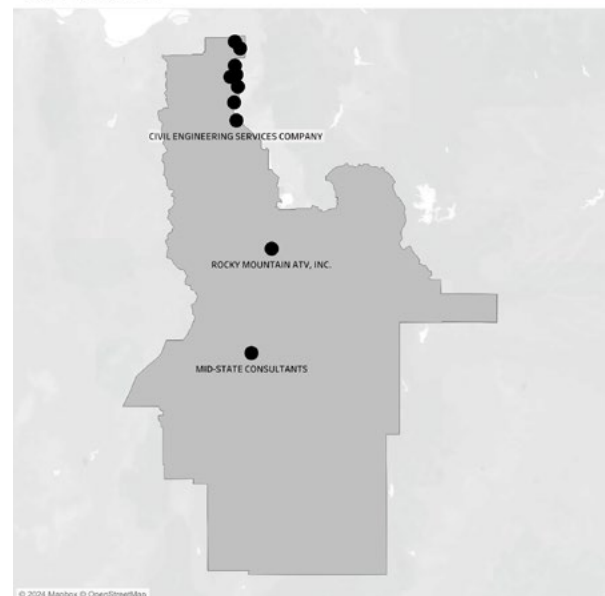 CIVIL ENGINEERING SERVICES COMPANY
ROCKY MOUNTAIN ATV, INC.
MID-STATE CONSULTANTS
© 2024 Mapbox © OpenStreetMap